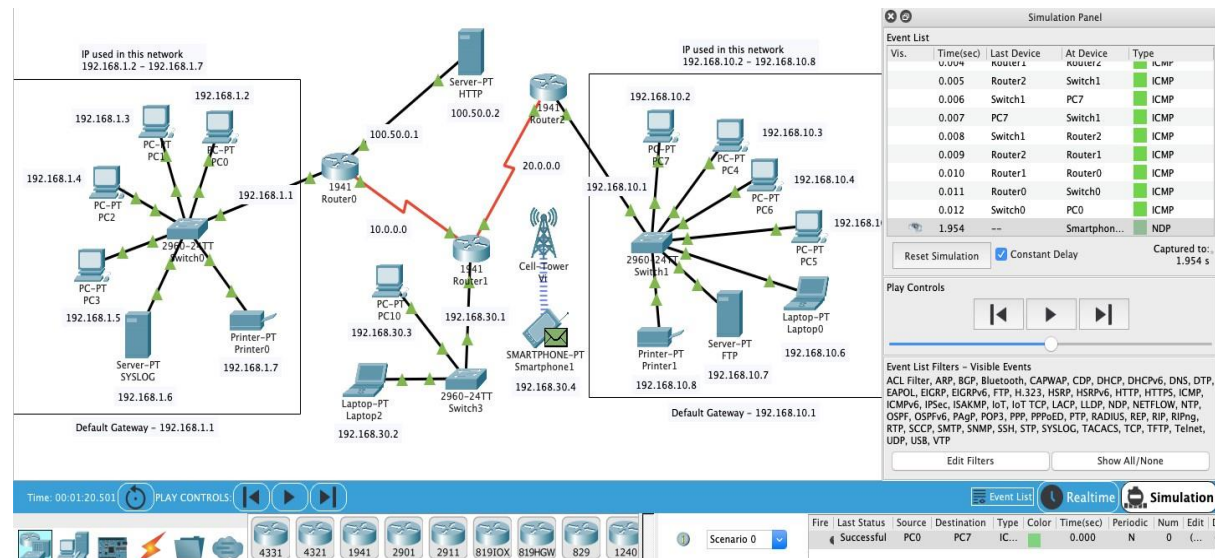 IP used in this network
192.168.1.2 - 192.168.1.7
192.168.1.2
192.168.1.3
PC-PT
PC1
PC-PT
PC0
192.168.1.4
PC-PT
PC2
192.168.1.1
2960-24TT
Switch0
PC-PT
PC3
192.168.1.5
Server-PT
SYSLOG
192.168.1.6
Printer-PT
Printer0
192.168.1.7
Default Gateway - 192.168.1.1
Server-PT
HTTP
100.50.0.2
100.50.0.1
1941
Router0
10.0.0.0
1941
Router2
20.0.0.0
1941
Router1
Cell-Tower
PC-PT
PC10
192.168.30.3
192.168.30.1
SMARTPHONE-PT
Smartphone1
192.168.30.4
Laptop-PT
Laptop2
192.168.30.2
2960-24TT
Switch3
IP used in this network
192.168.10.2 - 192.168.10.8
192.168.10.2
PC-PT
PC7
192.168.10.3
PC-PT
PC4
192.168.10.4
PC-PT
PC6
192.168.10.1
192.168.10
PC-PT
PC5
2960-24TT
Switch1
Laptop-PT
Laptop0
192.168.10.6
Server-PT
FTP
192.168.10.7
Printer-PT
Printer1
192.168.10.8
Default Gateway - 192.168.10.1
Simulation Panel
Event List
Vis. Time(sec) Last Device At Device Type
0.004 Router1 Router2 ICMP
0.005 Router2 Switch1 ICMP
0.006 Switch1 PC7 ICMP
0.007 PC7 Switch1 ICMP
0.008 Switch1 Router2 ICMP
0.009 Router2 Router1 ICMP
0.010 Router1 Router0 ICMP
0.011 Router0 Switch0 ICMP
0.012 Switch0 PC0 ICMP
1.954 -- Smartphon... NDP
Reset Simulation Constant Delay Captured to:
1.954 s
Play Controls
Event List Filters - Visible Events
ACL Filter, ARP, BGP, Bluetooth, CAPWAP, CDP, DHCP, DHCPv6, DNS, DTP,
EAPOL, EIGRP, EIGRPv6, FTP, H.323, HSRP, HSRPv6, HTTP, HTTPS, ICMP,
ICMPv6, IPSec, ISAKMP, IoT, IoT TCP, LACP, LLDP, NDP, NETFLOW, NTP,
OSPF, OSPFv6, PAgP, POP3, PPP, PPPoED, PTP, RADIUS, REP, RIP, RIPng,
RTP, SCCP, SMTP, SNMP, SSH, STP, SYSLOG, TACACS, TCP, TFTP, Telnet,
UDP, USB, VTP
Edit Filters Show All/None
Time: 00:01:20.501 PLAY CONTROLS: Event List Realtime Simulation
4331 4321 1941 2901 2911 819IOX 819HGW 829 1240
Scenario 0
Fire Last Status Source Destination Type Color Time(sec) Periodic Num Edit
Successful PC0 PC7 IC... 0.000 N 0 (...